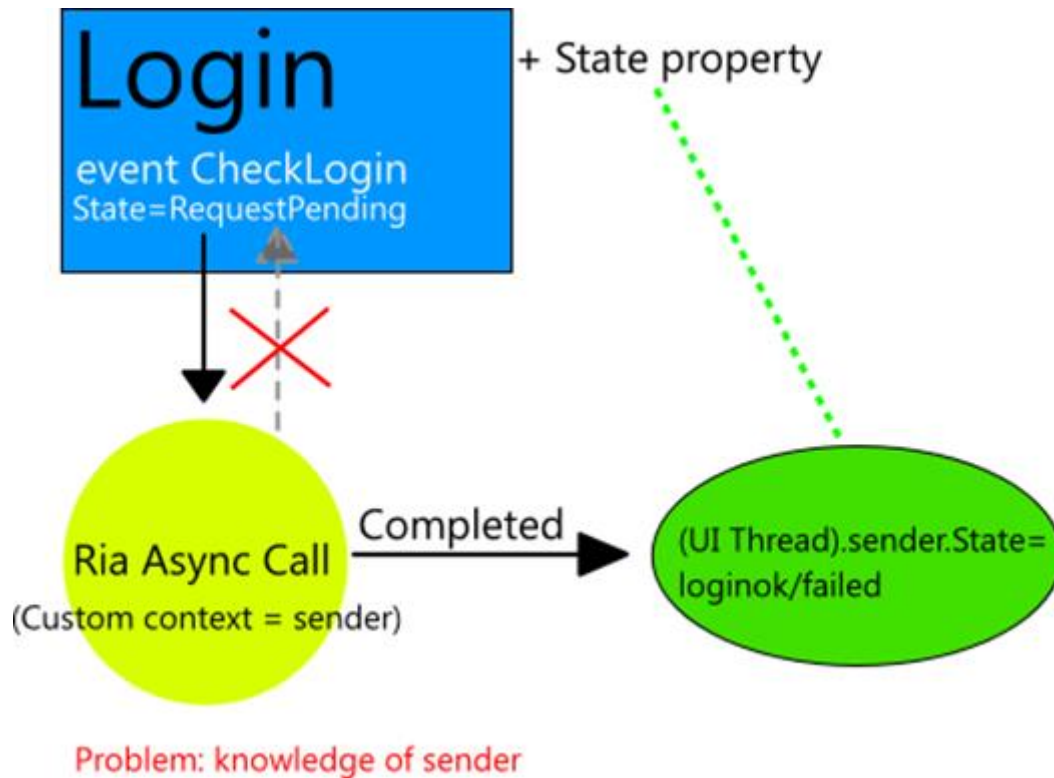 Login
+ State property
event CheckLogin
State=RequestPending
Completed
Ria Async Call
(Custom context = sender)
(UI Thread).sender.State=
loginok/failed
Problem: knowledge of sender